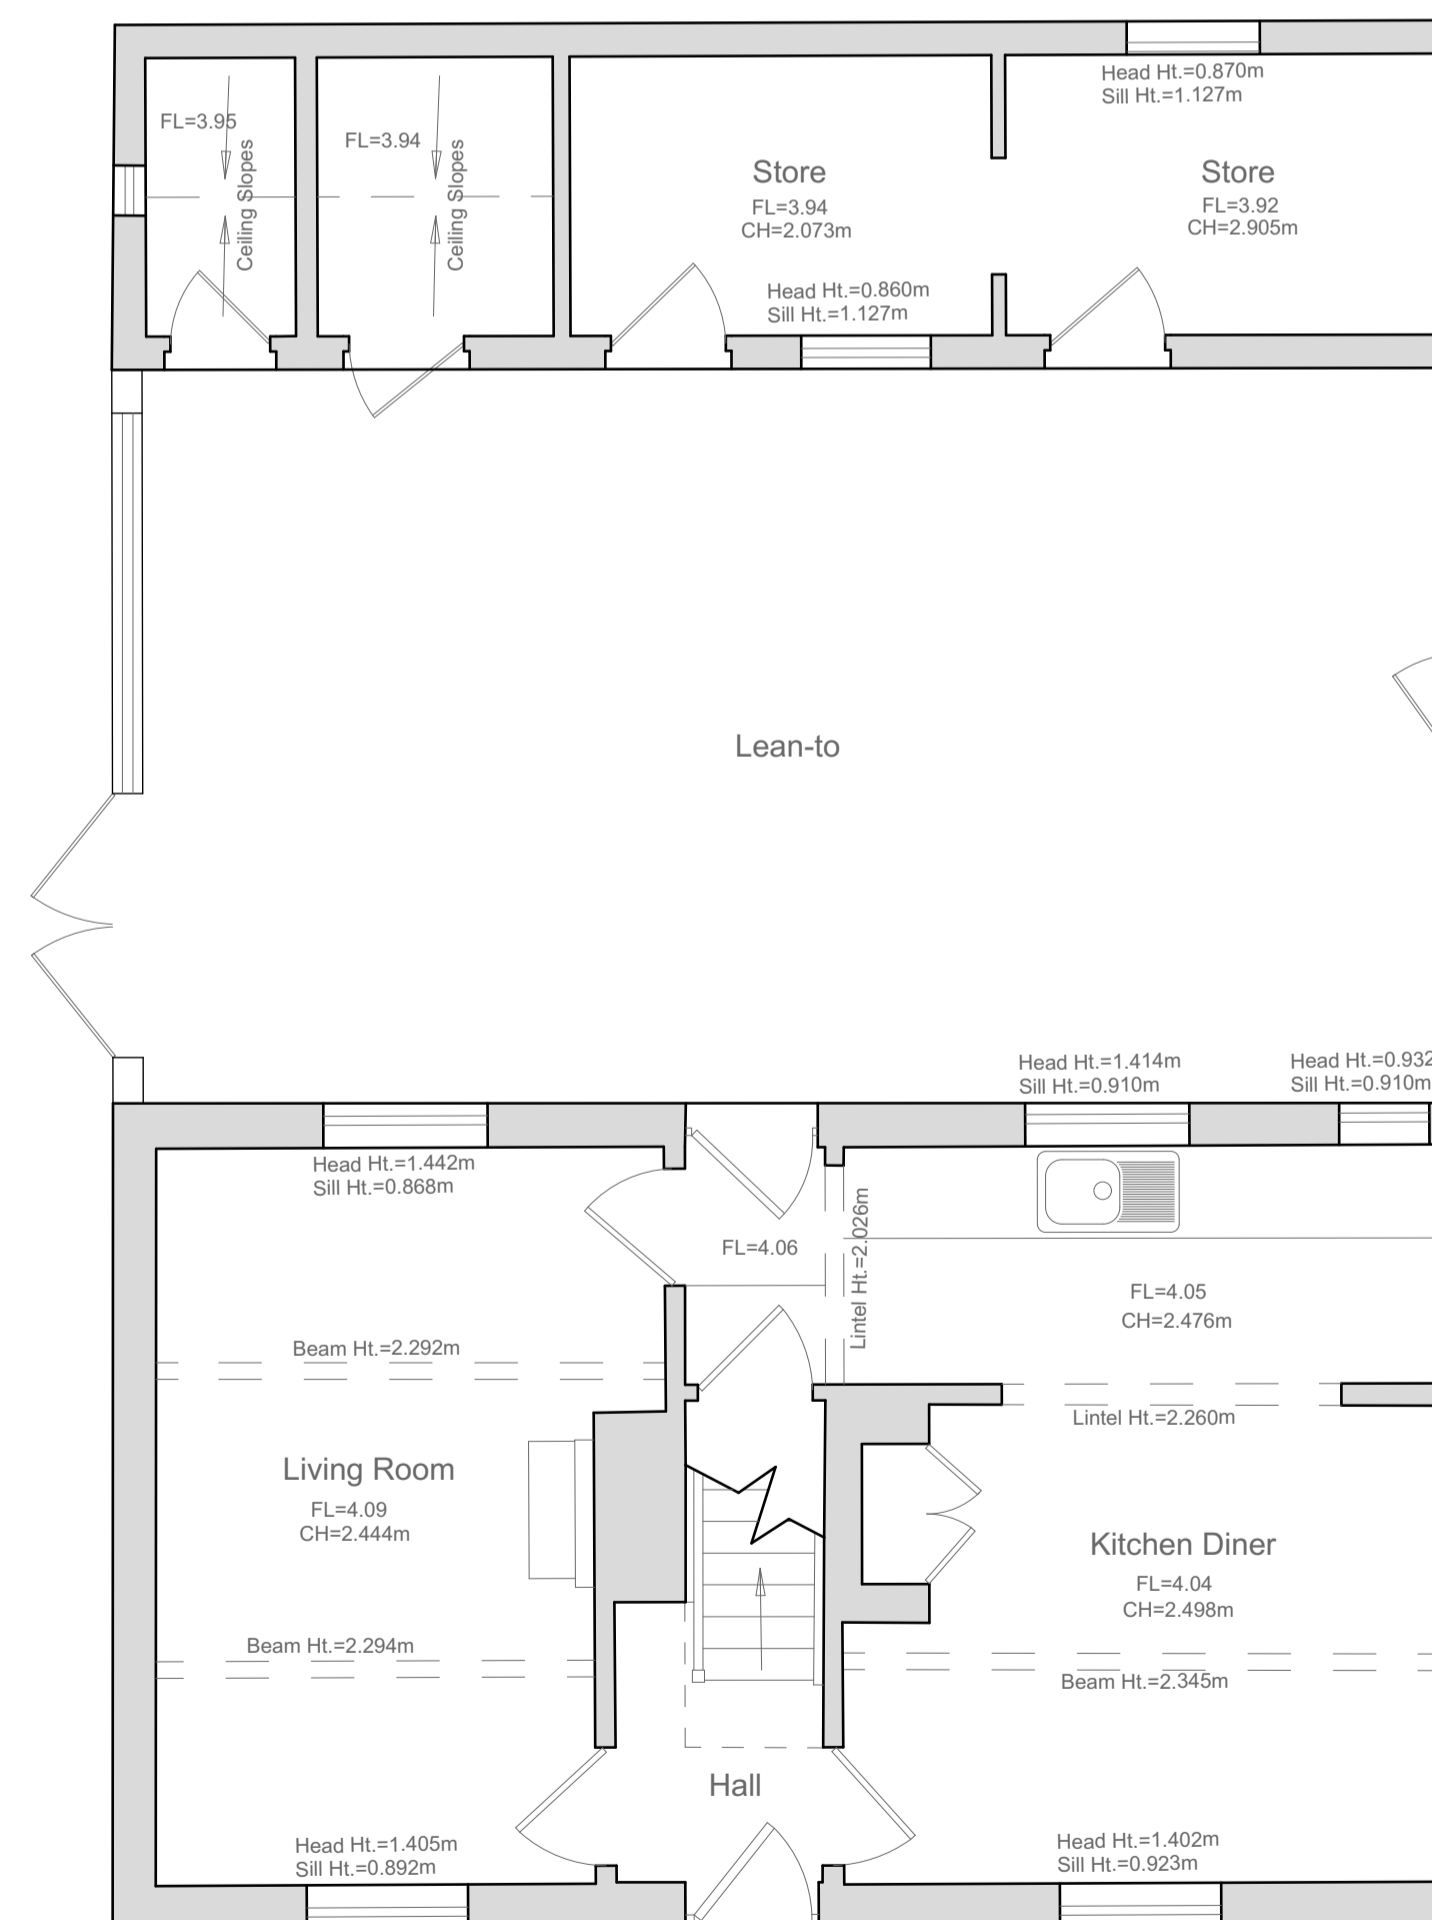 Head Ht.=0.870m
Sill Ht.=1.127m
FL=3.95
Ceiling Slopes
FL=3.94
Ceiling Slopes
Store
FL=3.94
CH=2.073m
Store
FL=3.92
CH=2.905m
Head Ht.=0.860m
Sill Ht.=1.127m
Lean-to
Head Ht.=1.414m
Sill Ht.=0.910m
Head Ht.=0.932
Sill Ht.=0.910m
Head Ht.=1.442m
Sill Ht.=0.868m
FL=4.06
Lintel Ht.=2.026m
FL=4.05
CH=2.476m
Beam Ht.=2.292m
Lintel Ht.=2.260m
Living Room
FL=4.09
CH=2.444m
Kitchen Diner
FL=4.04
CH=2.498m
Beam Ht.=2.294m
Beam Ht.=2.345m
Hall
Head Ht.=1.405m
Sill Ht.=0.892m
Head Ht.=1.402m
Sill Ht.=0.923m